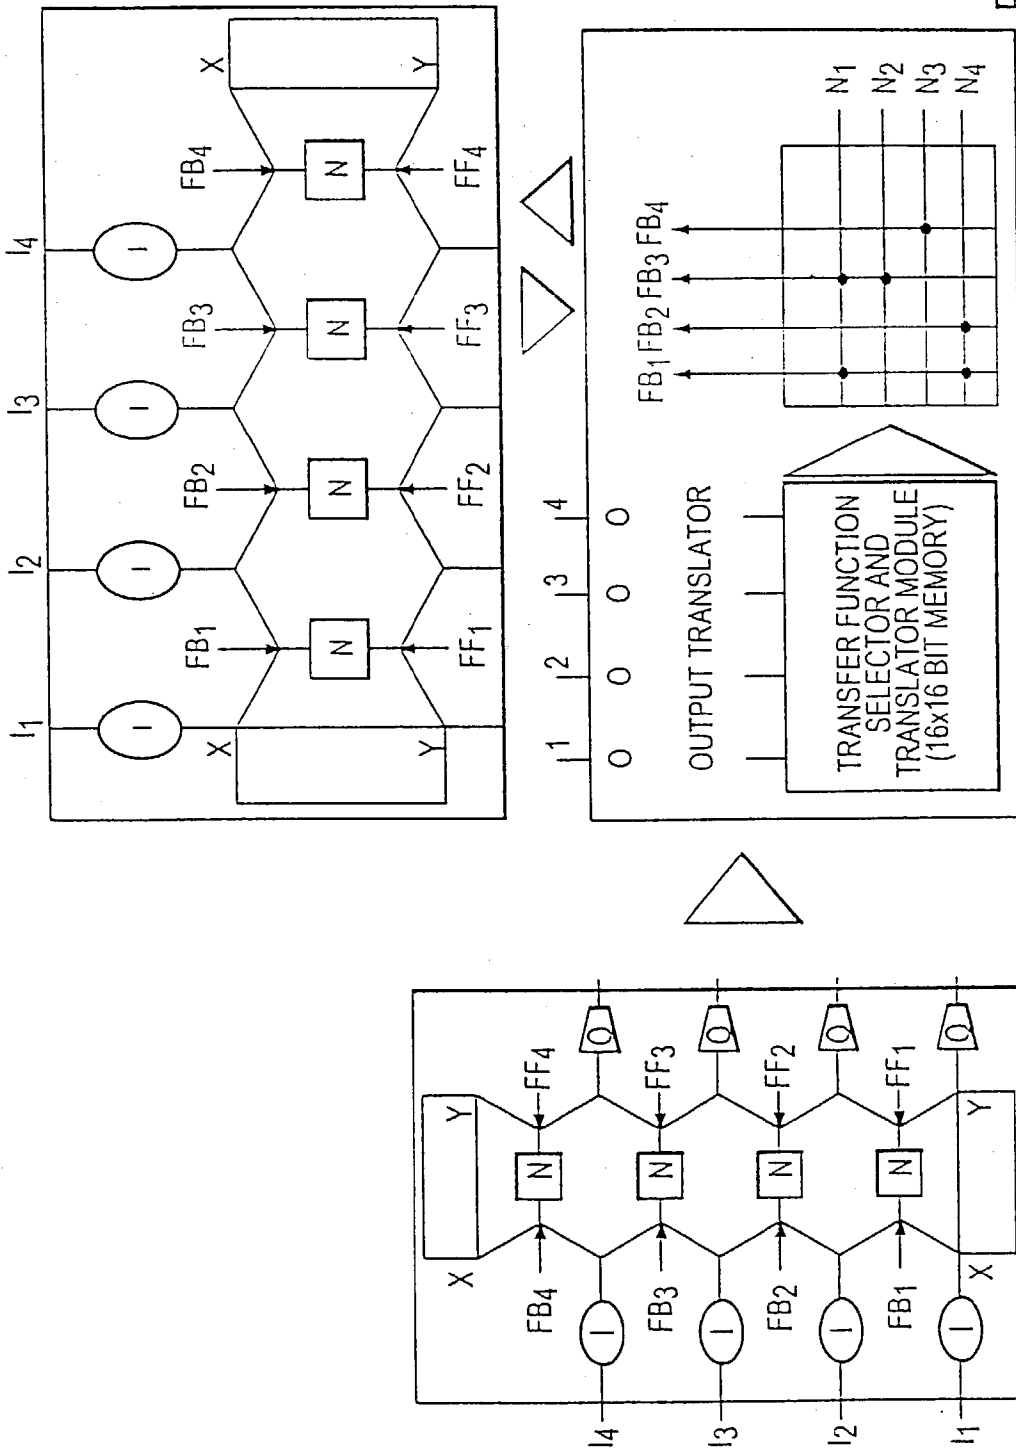 I1 I2 I3 I4
I I I I
X X
FB1 FB2 FB3 FB4
N N N N
FF1 FF2 FF3 FF4
Y Y
1 2 3 4
O O O O
OUTPUT TRANSLATOR
TRANSFER FUNCTION
SELECTOR AND
TRANSLATOR MODULE
(16x16 BIT MEMORY)
FB1 FB2 FB3 FB4
N1
N2
N3
N4
I4 I3 I2 I1
I I I I
X X
FB4 FB3 FB2 FB1
N N N N
FF4 FF3 FF2 FF1
Y Y
O O O O